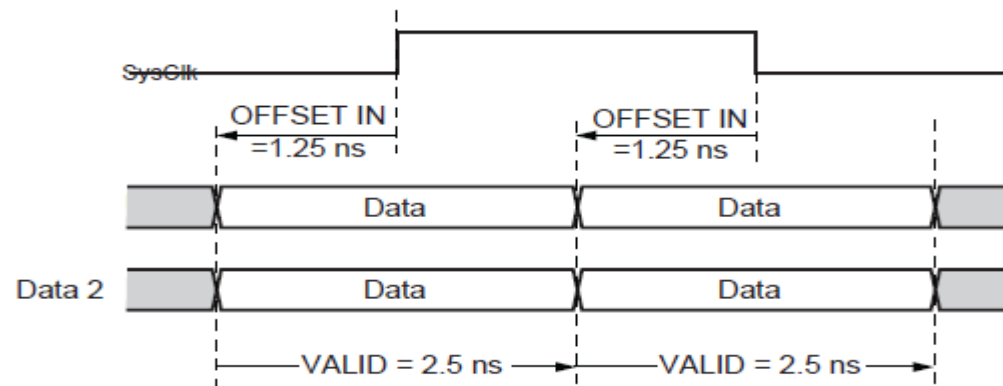 SysClk
OFFSET IN
=1.25 ns
OFFSET IN
=1.25 ns
Data
Data
Data 2
Data
Data
VALID = 2.5 ns
VALID = 2.5 ns